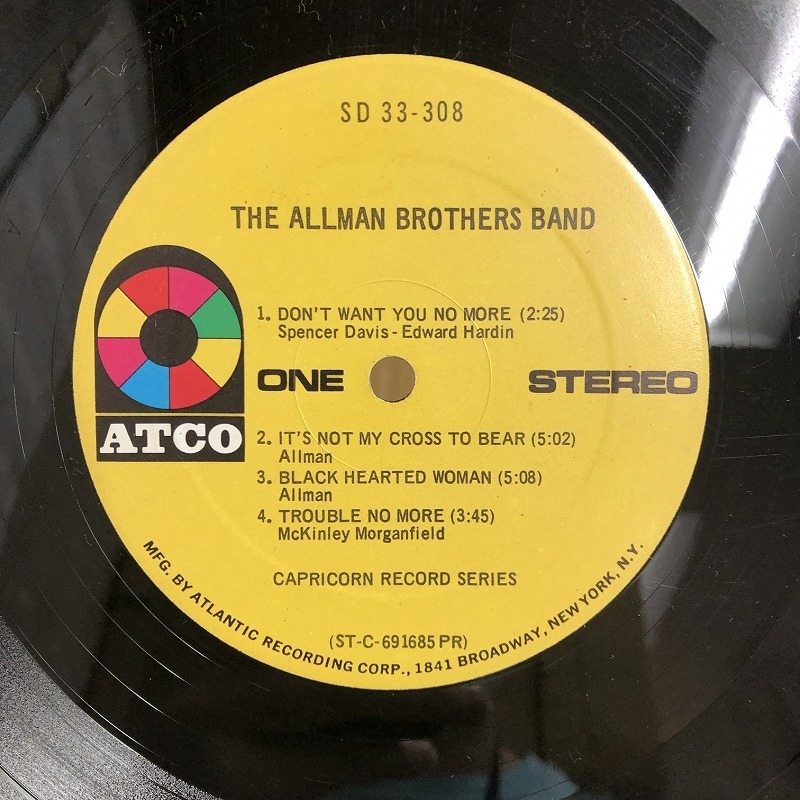 SD 33-308
THE ALLMAN BROTHERS BAND
1. DON'T WANT YOU NO MORE (2:25)
Spencer Davis - Edward Hardin
ONE
STEREO
ATCO
2. IT'S NOT MY CROSS TO BEAR (5:02)
Allman
3. BLACK HEARTED WOMAN (5:08)
Allman
4. TROUBLE NO MORE (3:45)
McKinley Morganfield
CAPRICORN RECORD SERIES
(ST-C-691685 PR)
MFG. BY ATLANTIC RECORDING CORP., 1841 BROADWAY, NEW YORK, N.Y.